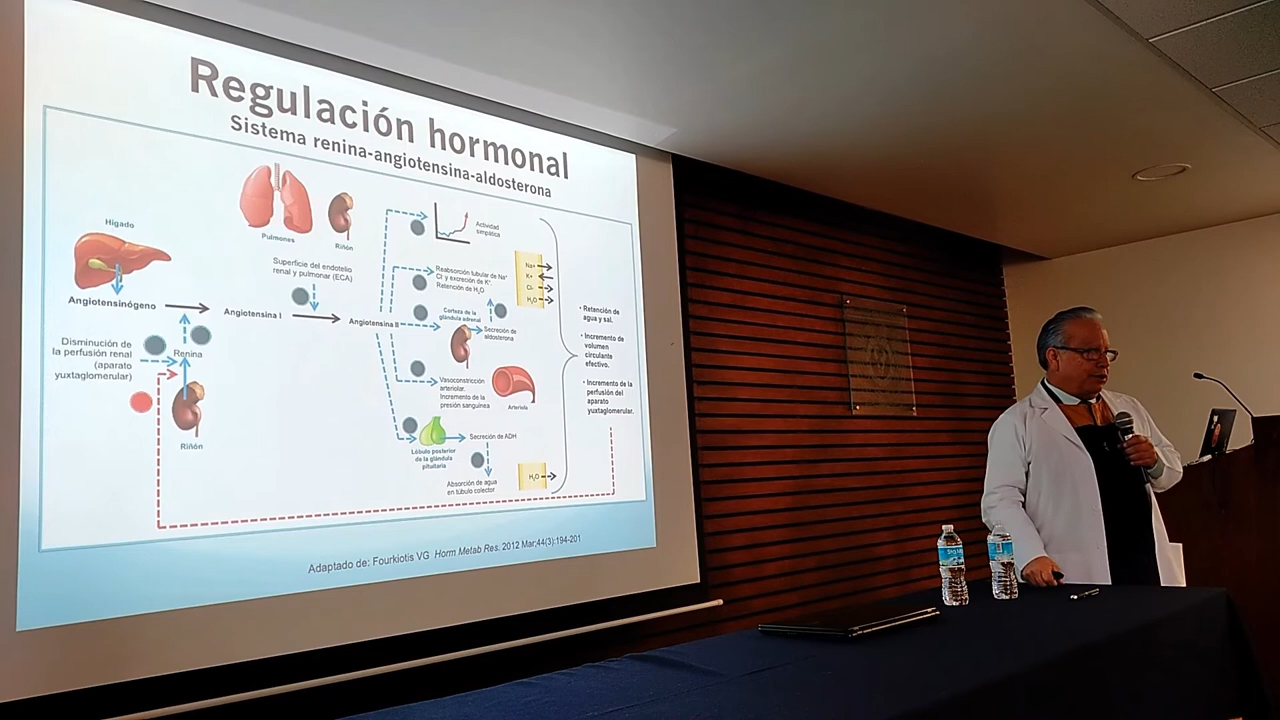 Regulación hormonal
Sistema renina-angiotensina-aldosterona
Hígado
Angiotensinógeno
Disminución de
la perfusión renal
(aparato
yuxtaglomerular)
Renina
Riñón
Angiotensina I
Pulmones
Riñón
Superficie del endotelio
renal y pulmonar (ECA)
Angiotensina II
Actividad
simpática
Reabsorción tubular de Na+
Cl- y excreción de K+.
Retención de H2O
Corteza de la
glándula adrenal
Secreción de
aldosterona
Vasoconstricción
arteriolar.
Incremento de la
presión sanguínea
Arteriola
Lóbulo posterior
de la glándula
pituitaria
Secreción de ADH
Absorción de agua
en túbulo colector
Na+
K+
Cl-
H2O
H2O
• Retención de
agua y sal.
• Incremento de
volumen
circulante
efectivo.
• Incremento de la
perfusión del
aparato
yuxtaglomerular.
Adaptado de: Fourkiotis VG Horm Metab Res. 2012 Mar;44(3):194-201